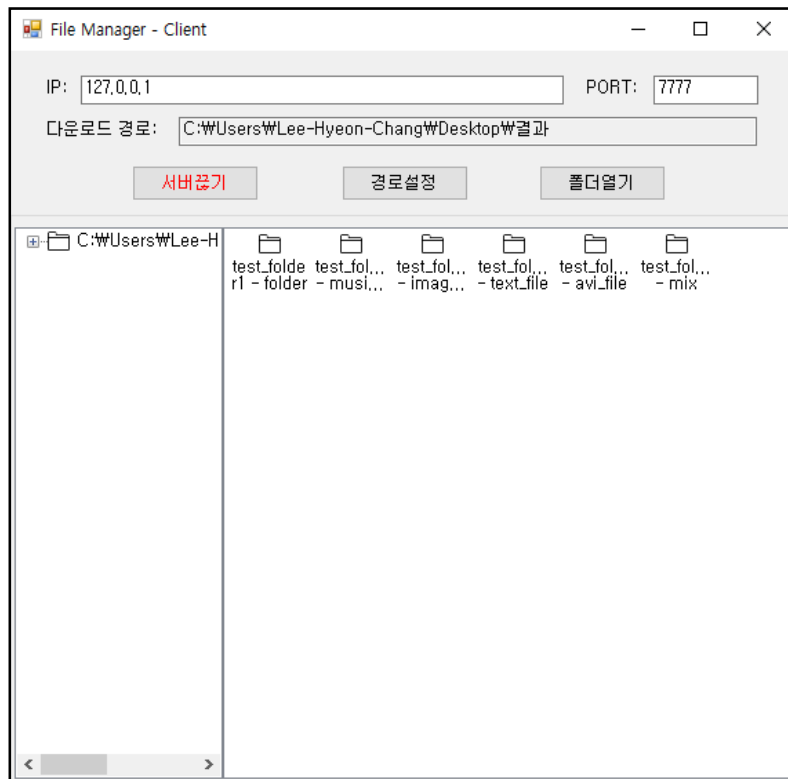 File Manager - Client
IP: 127.0.0.1 PORT: 7777
다운로드 경로: C:₩Users₩Lee-Hyeon-Chang₩Desktop₩결과
서버끊기 경로설정 폴더열기
C:₩Users₩Lee-H
test_folde test_fol,,, test_fol,,, test_fol,,, test_fol,,, test_fol,,,
r1 - folder - musi,,, - imag,,, - text_file - avi_file - mix